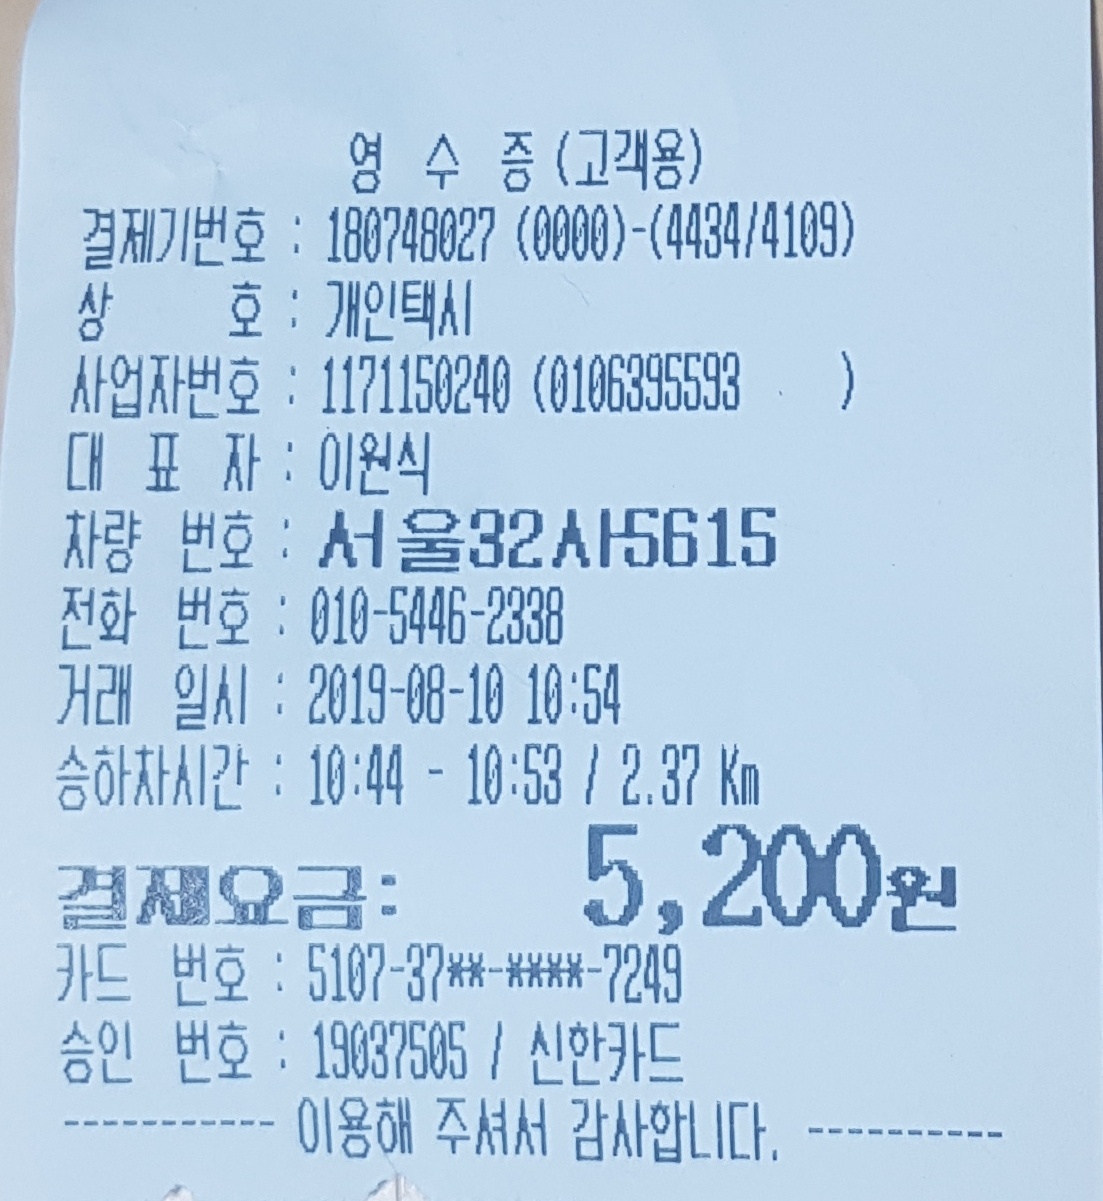 영 수 증 (고객용)
결제기번호 : 180748027 (0000)-(4434/4109)
상 호 : 개인택시
사업자번호 : 1171150240 (0106395593 )
대 표 자 : 이원식
차량 번호 : 서울32사5615
전화 번호 : 010-5446-2338
거래 일시 : 2019-08-10 10:54
승하차시간 : 10:44 - 10:53 / 2.37 Km
결제요금: 5,200원
카드 번호 : 5107-37**-****-7249
승인 번호 : 19037505 / 신한카드
----------- 이용해 주셔서 감사합니다. ----------